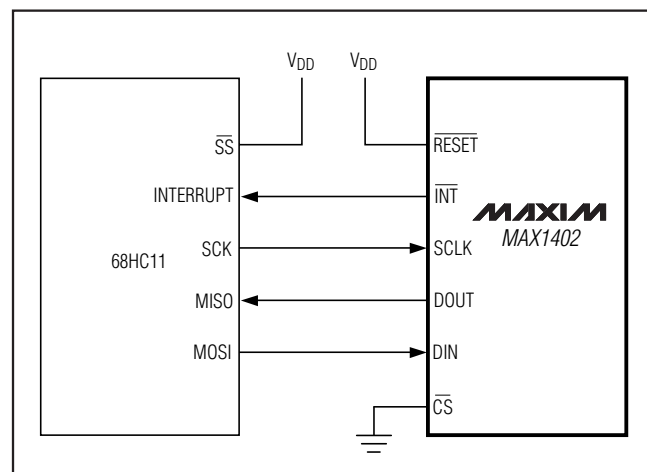 VDD VDD
SS RESET
INTERRUPT INT
MAXIM
MAX1402
SCK SCLK
68HC11
MISO DOUT
MOSI DIN
CS